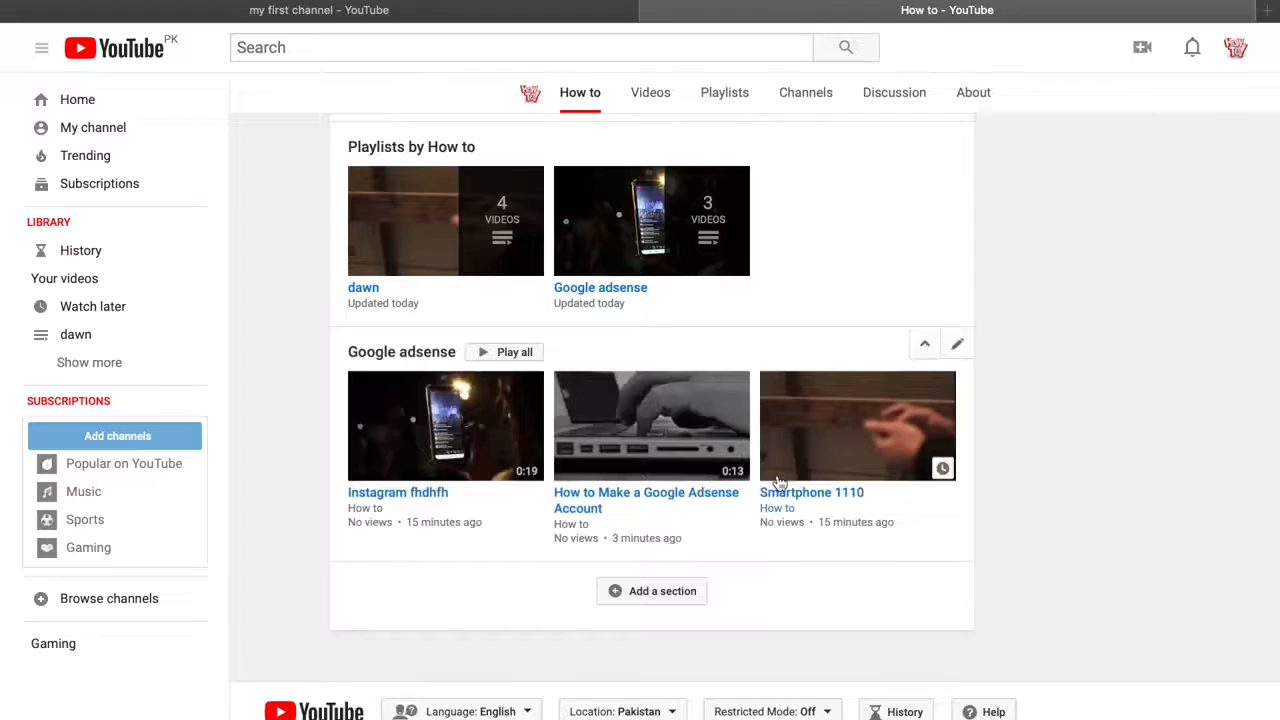 my first channel - YouTube
How to - YouTube
YouTube PK
Search
How to
Videos
Playlists
Channels
Discussion
About
Home
My channel
Trending
Subscriptions
LIBRARY
History
Your videos
Watch later
dawn
Show more
SUBSCRIPTIONS
Add channels
Popular on YouTube
Music
Sports
Gaming
Browse channels
Gaming
Playlists by How to
4
VIDEOS
dawn
Updated today
3
VIDEOS
Google adsense
Updated today
Google adsense
Play all
0:19
Instagram fhdhfh
How to
No views • 15 minutes ago
0:13
How to Make a Google Adsense
Account
How to
No views • 3 minutes ago
Smartphone 1110
How to
No views • 15 minutes ago
Add a section
YouTube
Language: English
Location: Pakistan
Restricted Mode: Off
History
Help